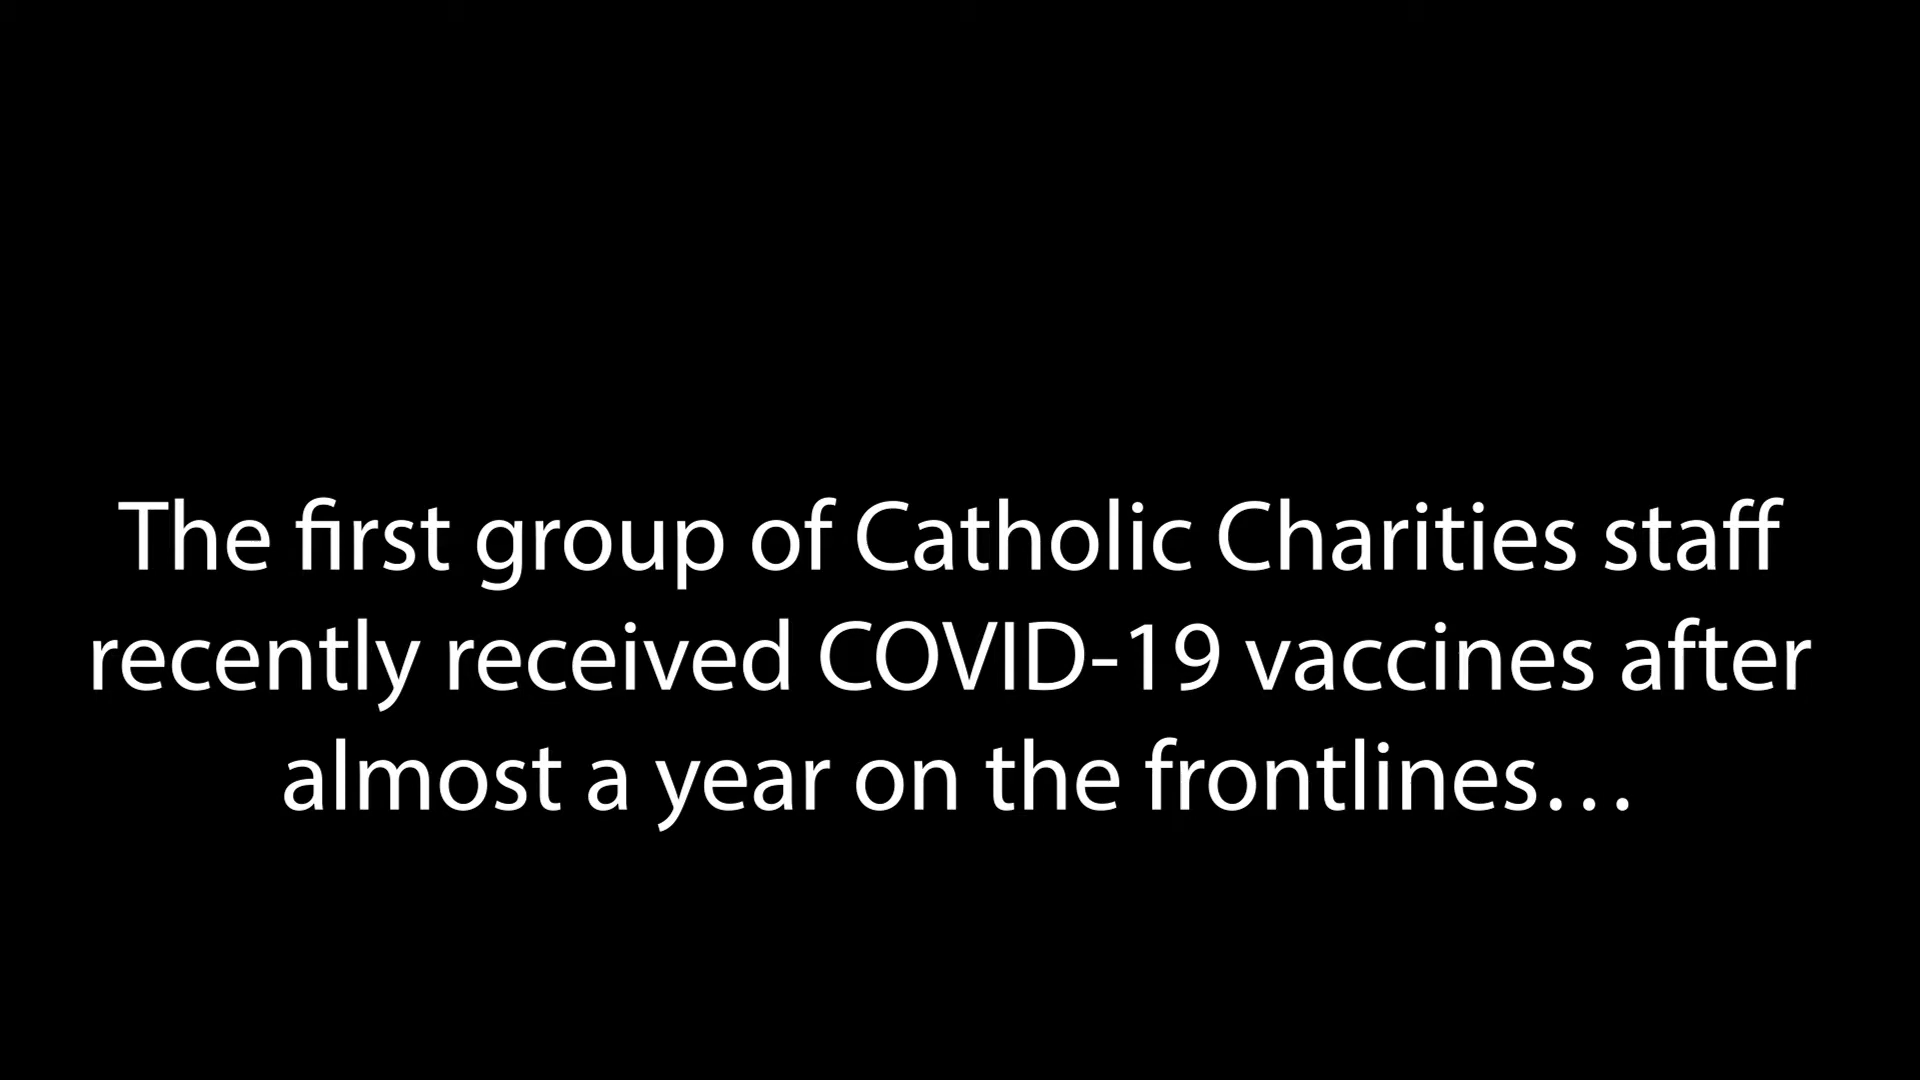 The first group of Catholic Charities staff
recently received COVID-19 vaccines after
almost a year on the frontlines…